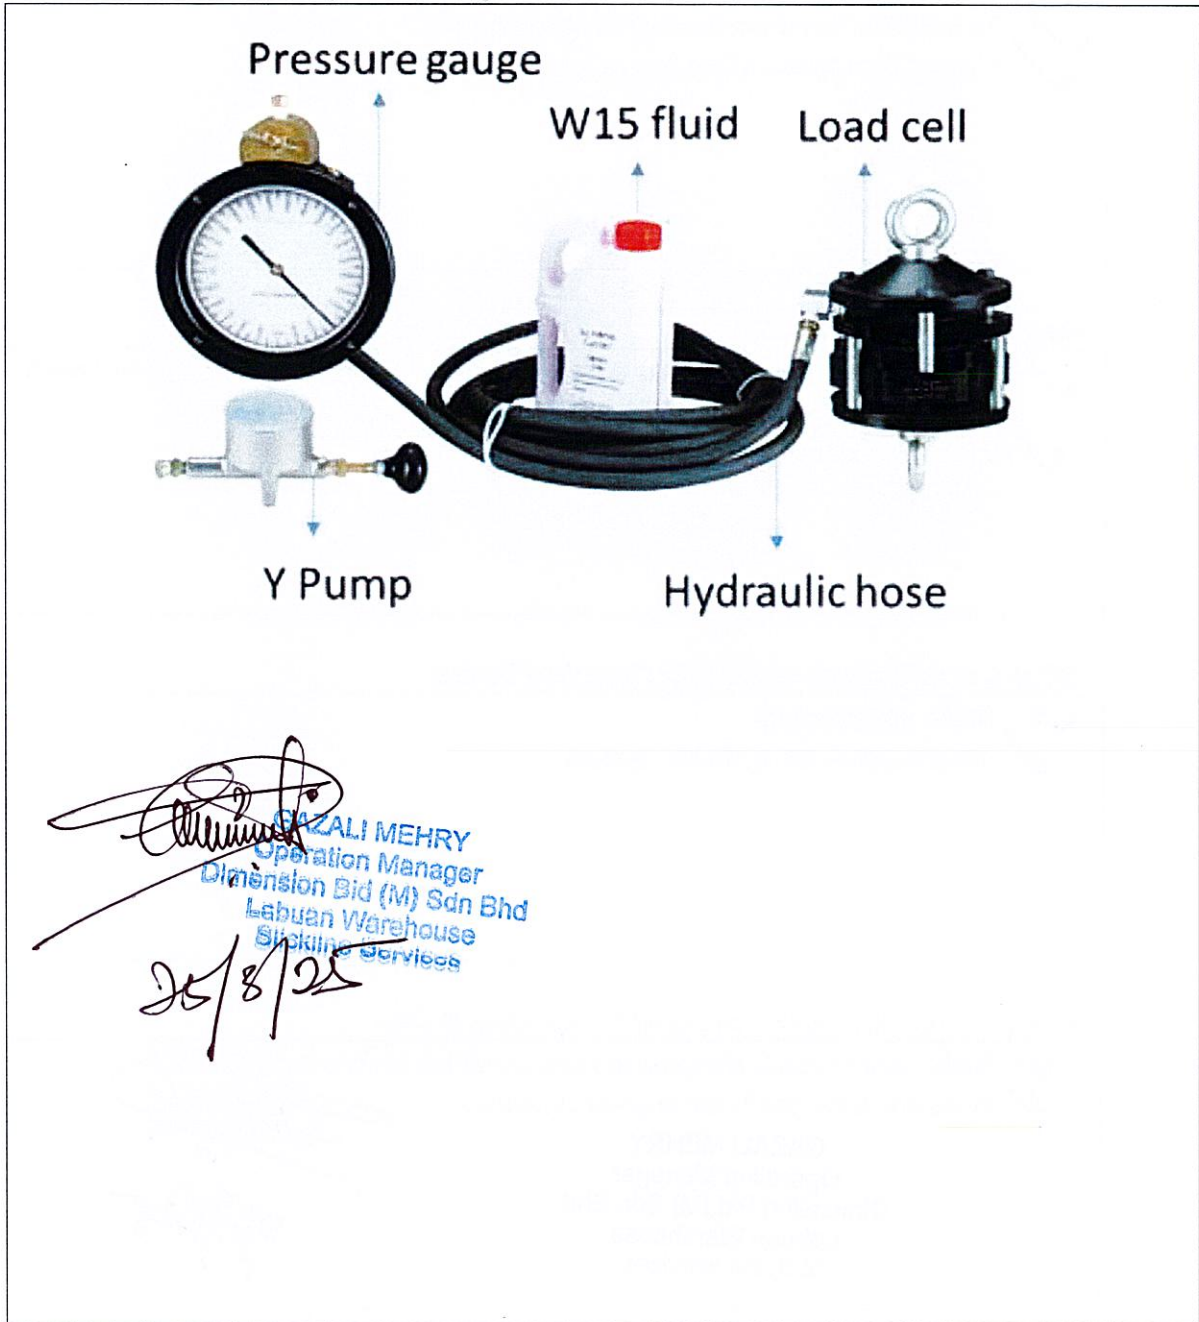 Pressure gauge
W15 fluid
Load cell
Y Pump
Hydraulic hose
GAZALI MEHRY
Operation Manager
Dimension Bid (M) Sdn Bhd
Labuan Warehouse
Slickline Services
25/8/25